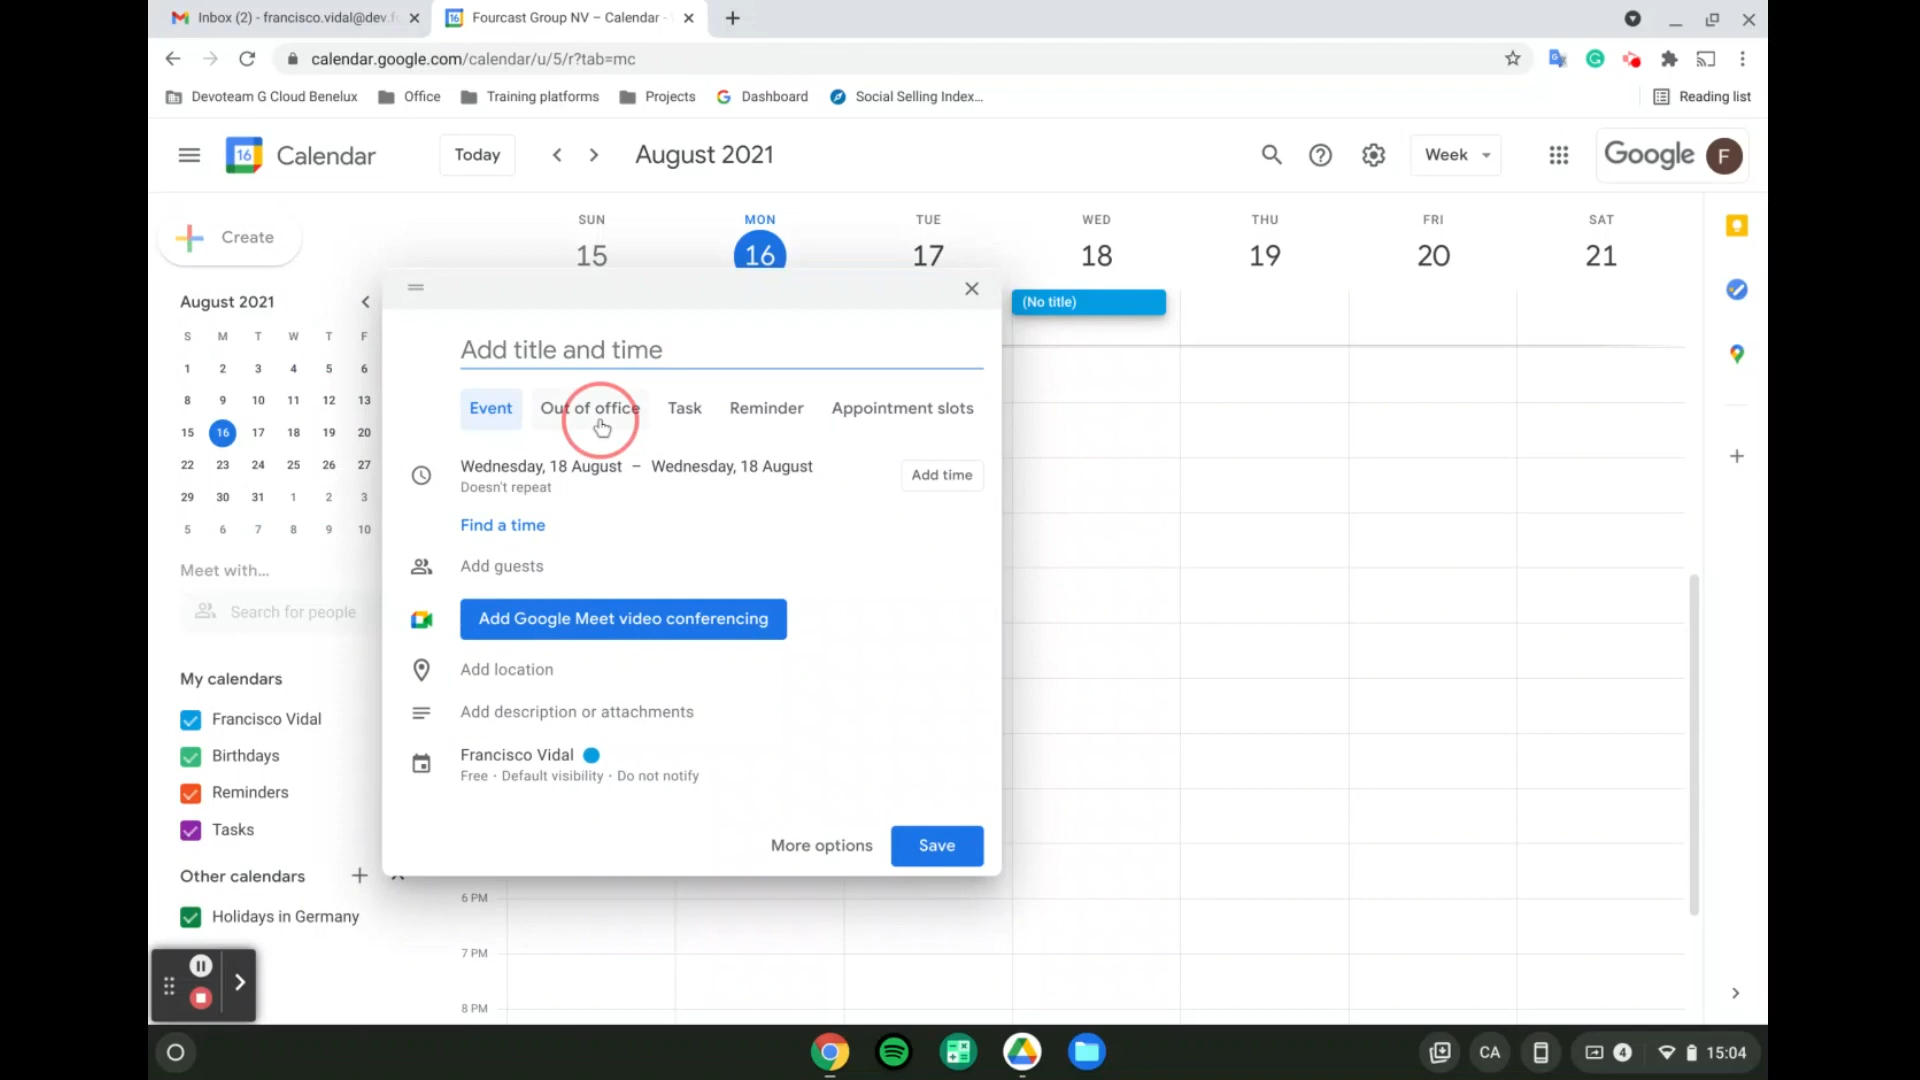 Inbox (2) - francisco.vidal@dev.f
Fourcast Group NV – Calendar -
calendar.google.com/calendar/u/5/r?tab=mc
Devoteam G Cloud Benelux Office Training platforms Projects Dashboard Social Selling Index... Reading list
16 Calendar Today August 2021 Week Google F
Create
SUN MON TUE WED THU FRI SAT
15 16 17 18 19 20 21
(No title)
August 2021
S M T W T F
1 2 3 4 5 6
8 9 10 11 12 13
15 16 17 18 19 20
22 23 24 25 26 27
29 30 31 1 2 3
5 6 7 8 9 10
Meet with...
Search for people
My calendars
Francisco Vidal
Birthdays
Reminders
Tasks
Other calendars
Holidays in Germany
Add title and time
Event Out of office Task Reminder Appointment slots
Wednesday, 18 August – Wednesday, 18 August
Add time
Doesn't repeat
Find a time
Add guests
Add Google Meet video conferencing
Add location
Add description or attachments
Francisco Vidal
Free · Default visibility · Do not notify
More options Save
6 PM
7 PM
8 PM
CA 4 15:04